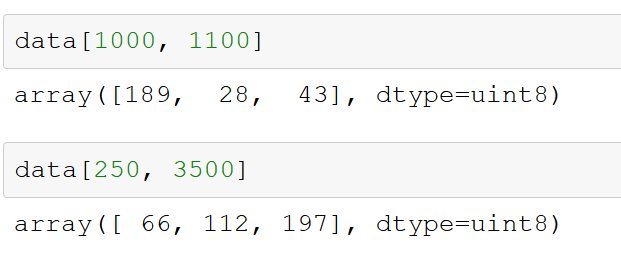 data[1000, 1100]
array([189,  28,  43], dtype=uint8)
data[250, 3500]
array([ 66, 112, 197], dtype=uint8)